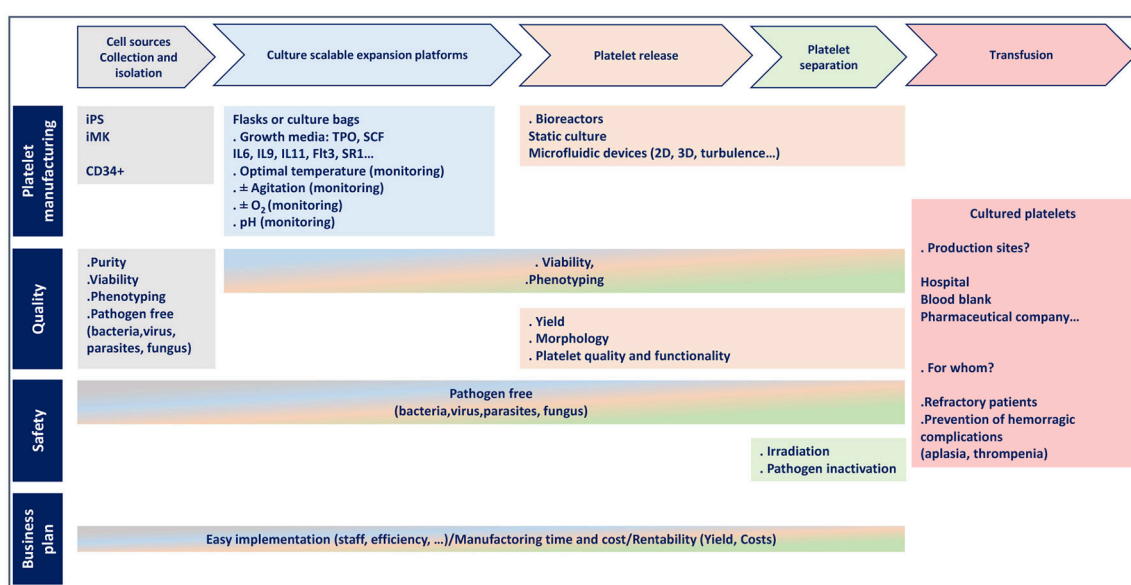 Cell sources
Collection and
isolation
Culture scalable expansion platforms
Platelet release
Platelet
separation
Transfusion
Platelet
manufacturing
iPS
iMK
CD34+
Flasks or culture bags
. Growth media: TPO, SCF
IL6, IL9, IL11, Flt3, SR1...
. Optimal temperature (monitoring)
. ± Agitation (monitoring)
. ± O₂ (monitoring)
. pH (monitoring)
. Bioreactors
Static culture
Microfluidic devices (2D, 3D, turbulence...)
Quality
.Purity
.Viability
.Phenotyping
.Pathogen free
(bacteria,virus,
parasites, fungus)
. Viability,
.Phenotyping
. Yield
. Morphology
. Platelet quality and functionality
Safety
Pathogen free
(bacteria,virus,parasites, fungus)
. Irradiation
. Pathogen inactivation
Cultured platelets
. Production sites?
Hospital
Blood blank
Pharmaceutical company...
. For whom?
.Refractory patients
.Prevention of hemorragic
complications
(aplasia, thrompenia)
Business
plan
Easy implementation (staff, efficiency, ...)/Manufactoring time and cost/Rentability (Yield, Costs)